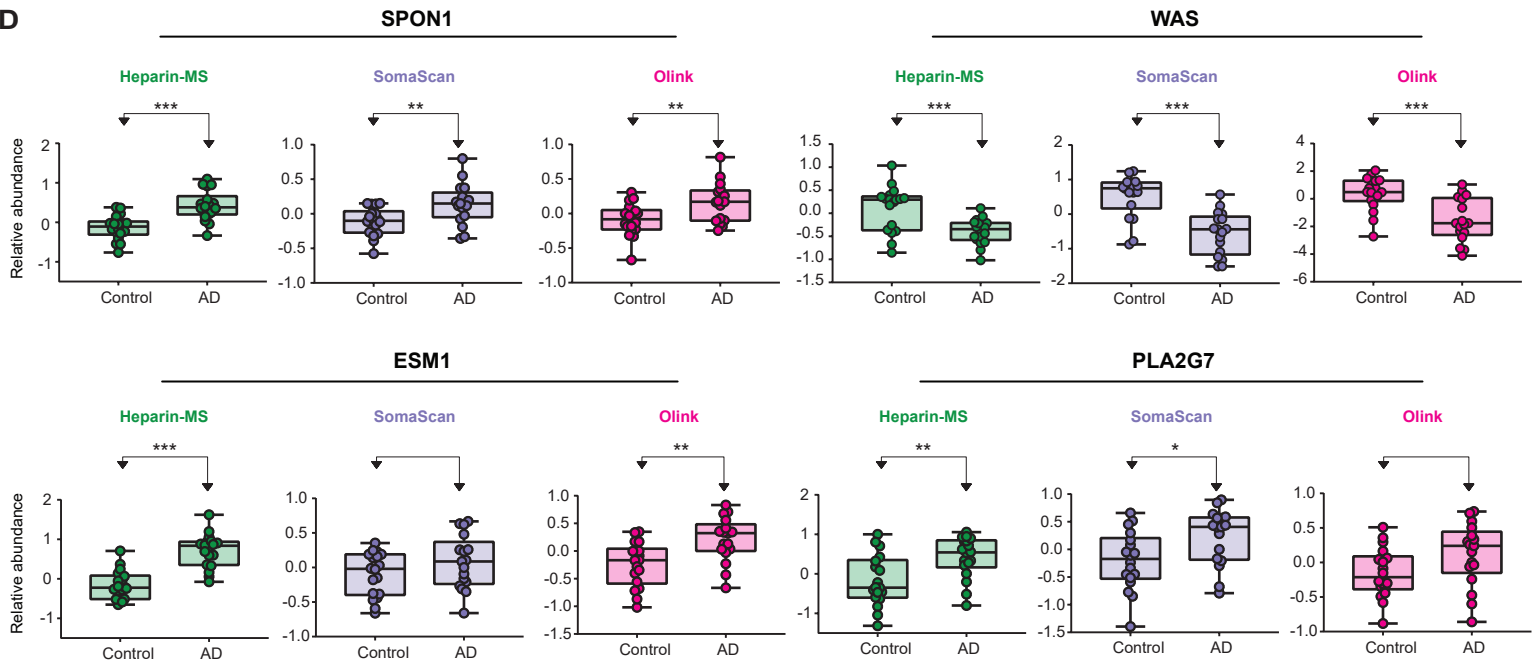 D
SPON1
WAS
Heparin-MS
SomaScan
Olink
Heparin-MS
SomaScan
Olink
***
**
**
***
***
***
Relative abundance
2
1
0
-1
Control
AD
1.0
0.5
0.0
-0.5
-1.0
Control
AD
1.0
0.5
0.0
-0.5
-1.0
Control
AD
1.5
1.0
0.5
0.0
-0.5
-1.0
-1.5
Control
AD
2
1
0
-1
-2
Control
AD
4
2
0
-2
-4
-6
Control
AD
ESM1
PLA2G7
Heparin-MS
SomaScan
Olink
Heparin-MS
SomaScan
Olink
***
**
**
*
Relative abundance
2
1
0
-1
Control
AD
1.0
0.5
0.0
-0.5
-1.0
Control
AD
1.0
0.5
0.0
-0.5
-1.0
-1.5
Control
AD
2
1
0
-1
Control
AD
1.0
0.5
0.0
-0.5
-1.0
-1.5
Control
AD
1.0
0.5
0.0
-0.5
-1.0
Control
AD